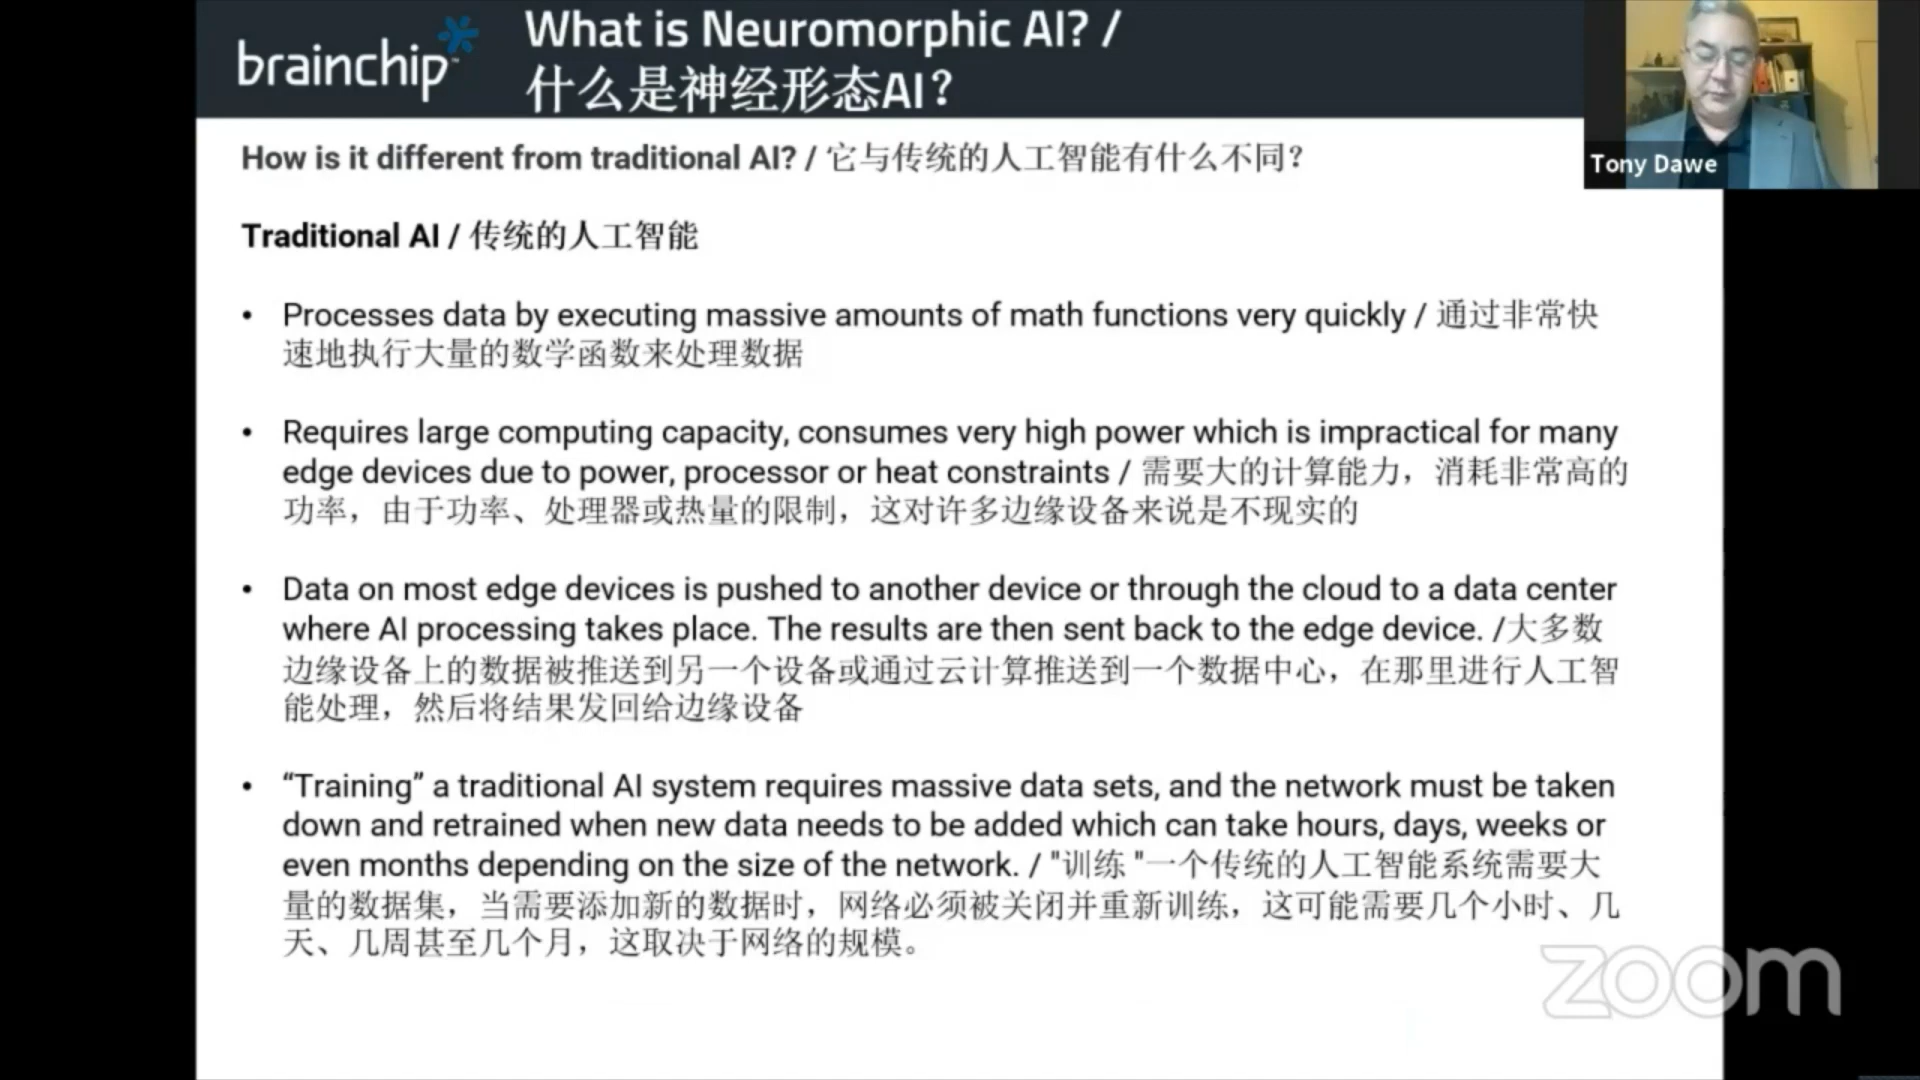 brainchip
What is Neuromorphic AI? /
什么是神经形态AI？
Tony Dawe
How is it different from traditional AI? / 它与传统的人工智能有什么不同？
Traditional AI / 传统的人工智能
• Processes data by executing massive amounts of math functions very quickly / 通过非常快
速地执行大量的数学函数来处理数据
• Requires large computing capacity, consumes very high power which is impractical for many
edge devices due to power, processor or heat constraints / 需要大的计算能力，消耗非常高的
功率，由于功率、处理器或热量的限制，这对许多边缘设备来说是不现实的
• Data on most edge devices is pushed to another device or through the cloud to a data center
where AI processing takes place. The results are then sent back to the edge device. /大多数
边缘设备上的数据被推送到另一个设备或通过云计算推送到一个数据中心，在那里进行人工智
能处理，然后将结果发回给边缘设备
• “Training” a traditional AI system requires massive data sets, and the network must be taken
down and retrained when new data needs to be added which can take hours, days, weeks or
even months depending on the size of the network. / "训练 "一个传统的人工智能系统需要大
量的数据集，当需要添加新的数据时，网络必须被关闭并重新训练，这可能需要几个小时、几
天、几周甚至几个月，这取决于网络的规模。
zoom